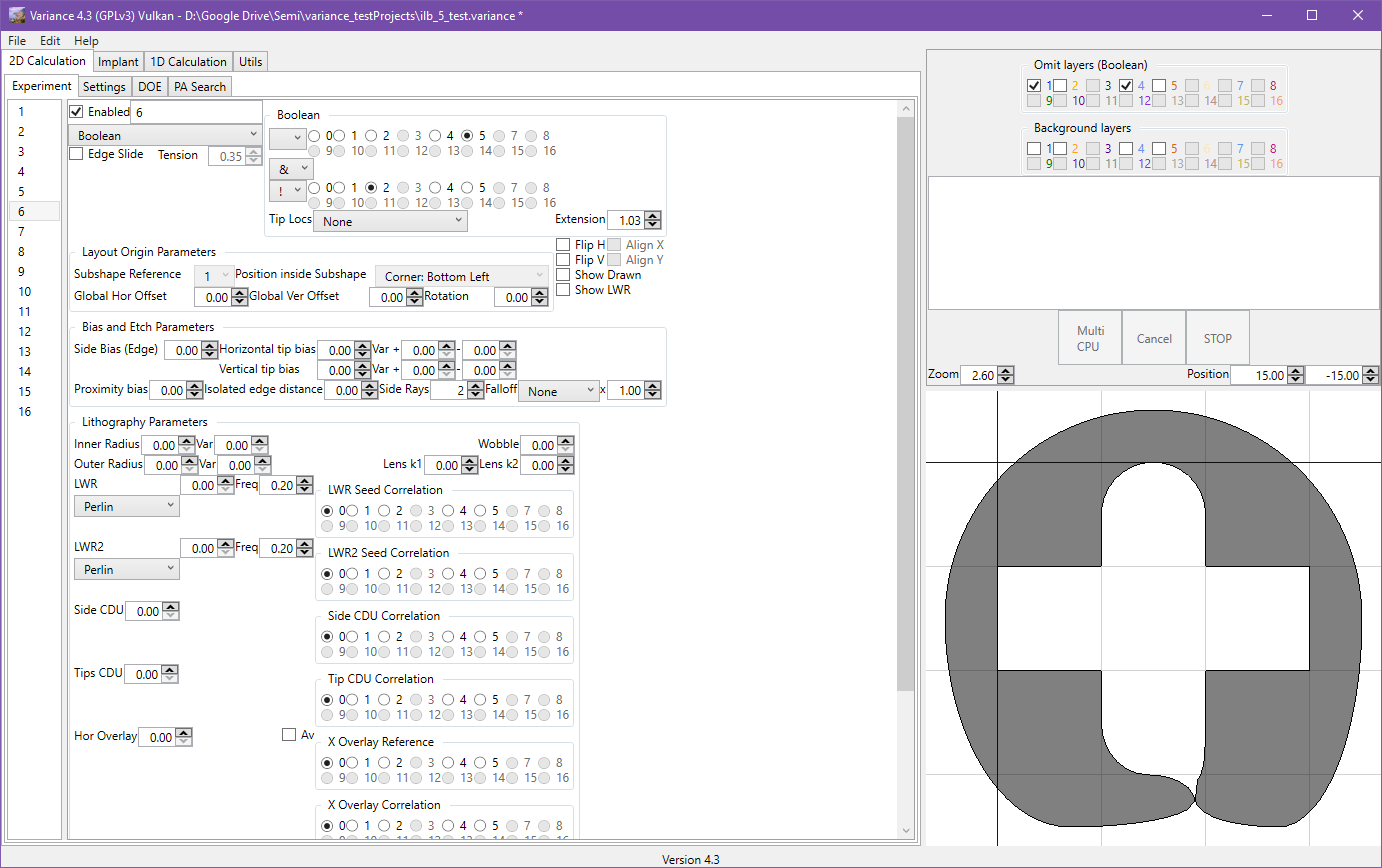 Variance 4.3 (GPLv3) Vulkan - D:\Google Drive\Semi\variance_testProjects\ilb_5_test.variance *
File Edit Help
2D Calculation Implant 1D Calculation Utils
Experiment Settings DOE PA Search
1
2
3
4
5
6
7
8
9
10
11
12
13
14
15
16
Enabled 6
Boolean
Edge Slide Tension 0.35
Boolean
0 1 2 3 4 5 7 8
9 10 11 12 13 14 15 16
&
! 0 1 2 3 4 5 7 8
9 10 11 12 13 14 15 16
Tip Locs None Extension 1.03
Layout Origin Parameters
Subshape Reference 1 Position inside Subshape Corner: Bottom Left
Global Hor Offset 0.00 Global Ver Offset 0.00 Rotation 0.00
Flip H Align X
Flip V Align Y
Show Drawn
Show LWR
Bias and Etch Parameters
Side Bias (Edge) 0.00 Horizontal tip bias 0.00 Var + 0.00 - 0.00
Vertical tip bias 0.00 Var + 0.00 - 0.00
Proximity bias 0.00 Isolated edge distance 0.00 Side Rays 2 Falloff None x 1.00
Lithography Parameters
Inner Radius 0.00 Var 0.00 Wobble 0.00
Outer Radius 0.00 Var 0.00 Lens k1 0.00 Lens k2 0.00
LWR 0.00 Freq 0.20
Perlin
LWR Seed Correlation
0 1 2 3 4 5 7 8
9 10 11 12 13 14 15 16
LWR2 0.00 Freq 0.20
Perlin
LWR2 Seed Correlation
0 1 2 3 4 5 7 8
9 10 11 12 13 14 15 16
Side CDU 0.00
Side CDU Correlation
0 1 2 3 4 5 7 8
9 10 11 12 13 14 15 16
Tips CDU 0.00
Tip CDU Correlation
0 1 2 3 4 5 7 8
9 10 11 12 13 14 15 16
Hor Overlay 0.00 Av
X Overlay Reference
0 1 2 3 4 5 7 8
9 10 11 12 13 14 15 16
X Overlay Correlation
0 1 2 3 4 5 7 8
Omit layers (Boolean)
1 2 3 4 5 6 7 8
9 10 11 12 13 14 15 16
Background layers
1 2 3 4 5 6 7 8
9 10 11 12 13 14 15 16
Multi
CPU
Cancel
STOP
Zoom 2.60 Position 15.00 -15.00
Version 4.3